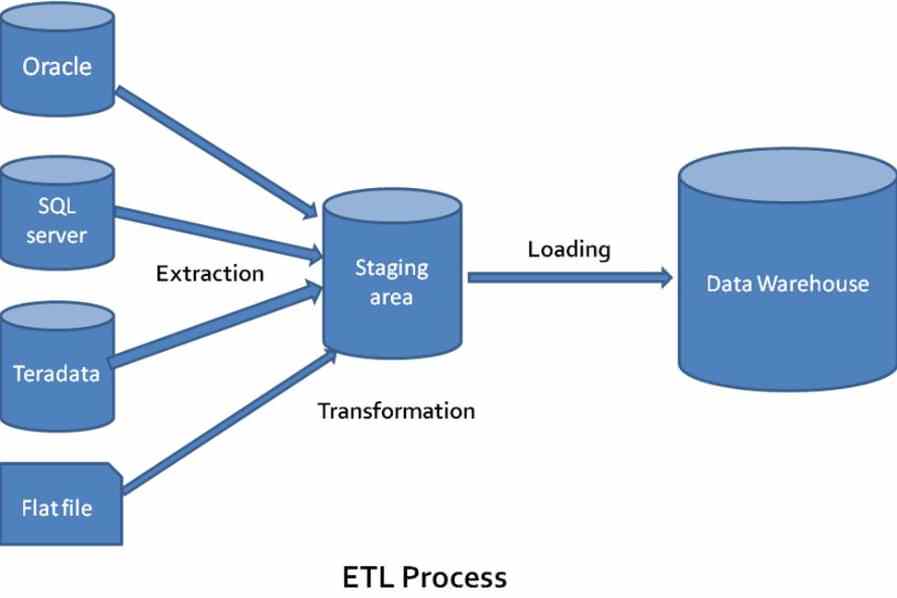 Oracle
SQL
server
Extraction
Teradata
Flat file
Staging
area
Transformation
Loading
Data Warehouse
ETL Process